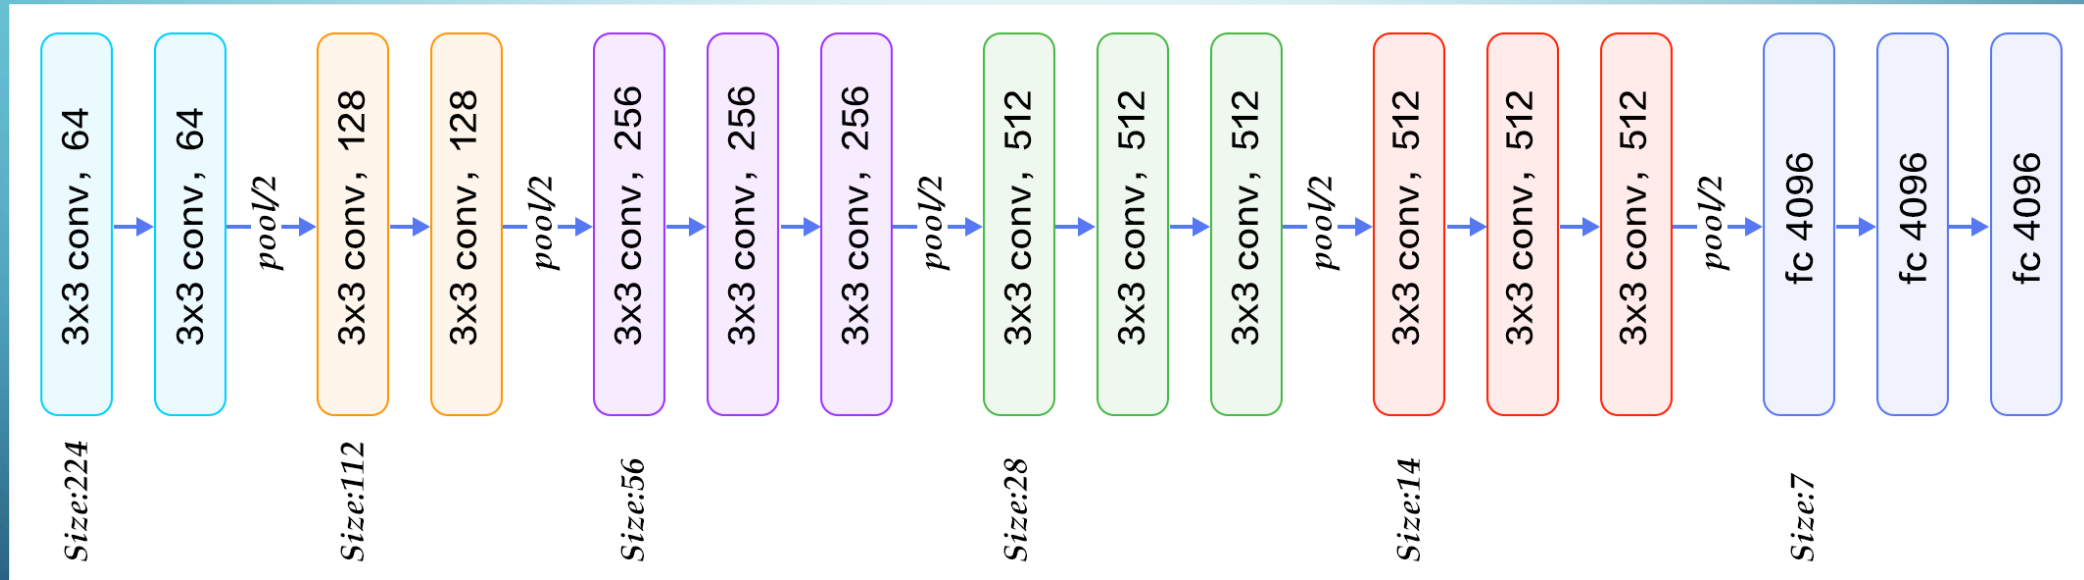 3x3 conv, 64
3x3 conv, 64
pool/2
3x3 conv, 128
3x3 conv, 128
pool/2
3x3 conv, 256
3x3 conv, 256
3x3 conv, 256
pool/2
3x3 conv, 512
3x3 conv, 512
3x3 conv, 512
pool/2
3x3 conv, 512
3x3 conv, 512
3x3 conv, 512
pool/2
fc 4096
fc 4096
fc 4096
Size:224
Size:112
Size:56
Size:28
Size:14
Size:7